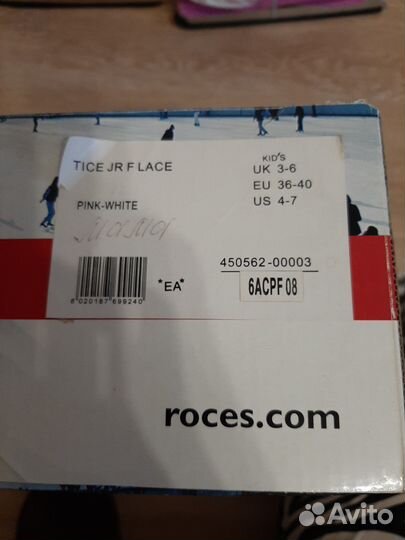 TICE JR F LACE
KID'S
UK 3-6
EU 36-40
US 4-7
PINK-WHITE
8 020187 699240
*EA*
450562-00003
6ACPF 08
roces.com
Avito